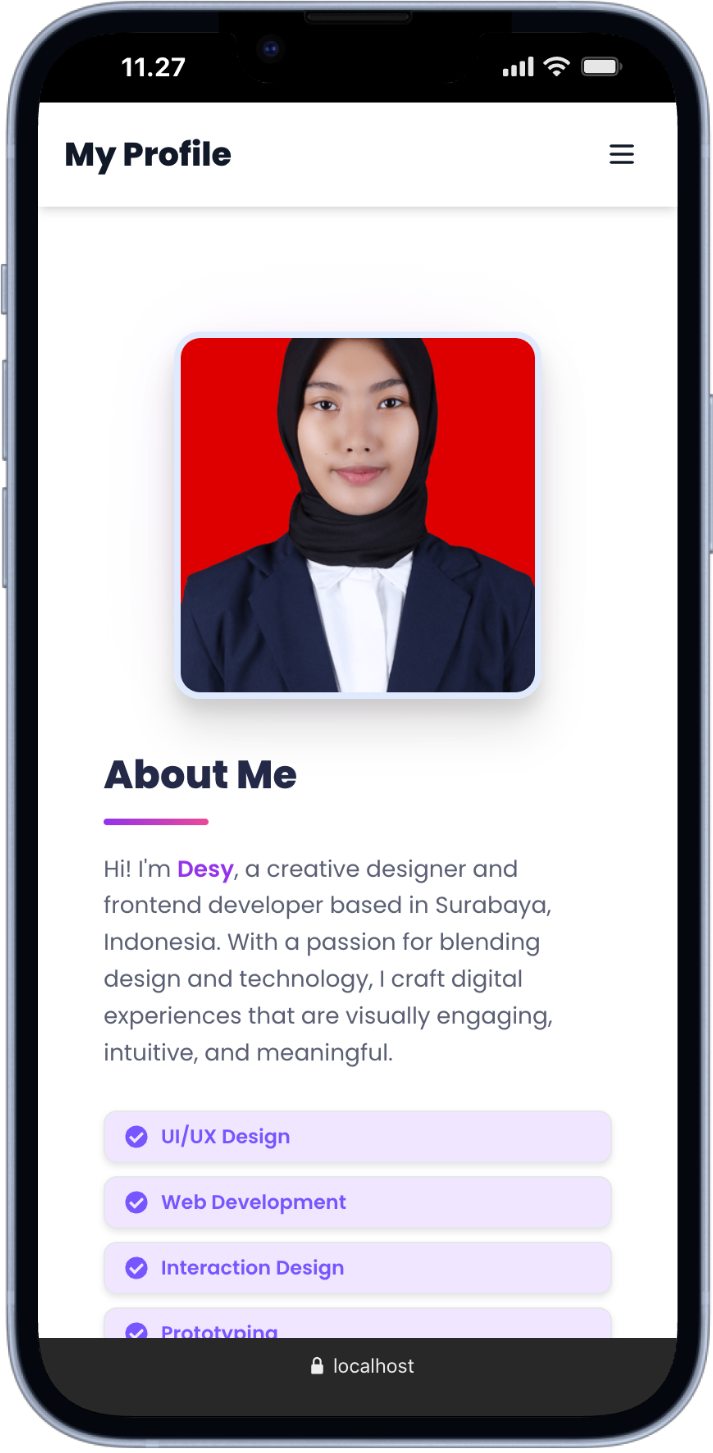 11.27
My Profile
About Me
Hi! I'm Desy, a creative designer and
frontend developer based in Surabaya,
Indonesia. With a passion for blending
design and technology, I craft digital
experiences that are visually engaging,
intuitive, and meaningful.
UI/UX Design
Web Development
Interaction Design
Prototyping
localhost